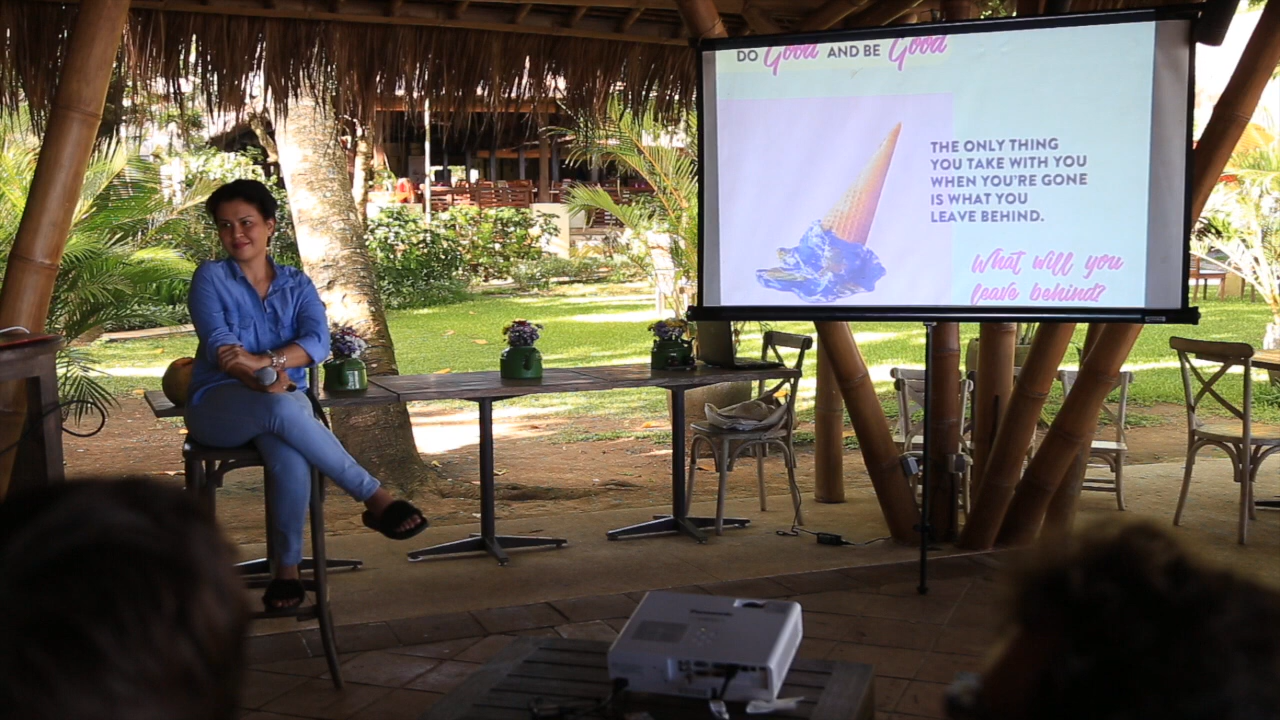 DO Good AND BE Good
THE ONLY THING
YOU TAKE WITH YOU
WHEN YOU'RE GONE
IS WHAT YOU
LEAVE BEHIND.
What will you
leave behind?
Panasonic